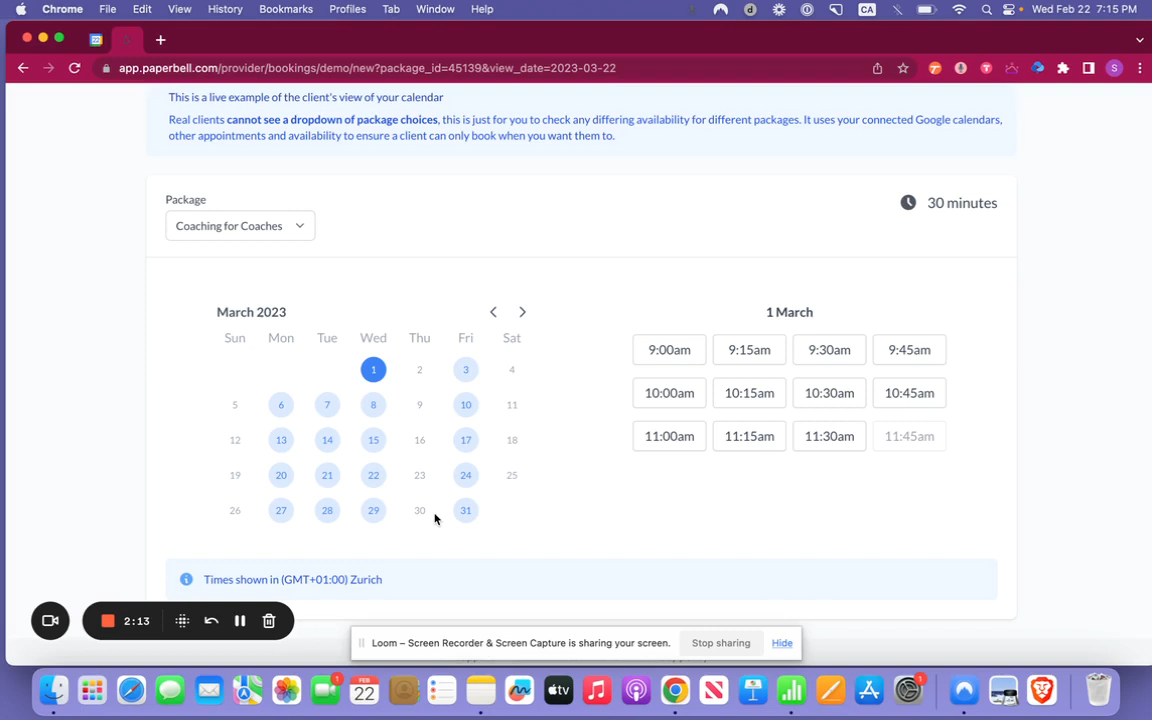 Chrome File Edit View History Bookmarks Profiles Tab Window Help CA Wed Feb 22 7:15 PM
app.paperbell.com/provider/bookings/demo/new?package_id=45139&view_date=2023-03-22
This is a live example of the client's view of your calendar
Real clients cannot see a dropdown of package choices, this is just for you to check any differing availability for different packages. It uses your connected Google calendars,
other appointments and availability to ensure a client can only book when you want them to.
Package
30 minutes
Coaching for Coaches
March 2023
Sun Mon Tue Wed Thu Fri Sat
1 2 3 4
5 6 7 8 9 10 11
12 13 14 15 16 17 18
19 20 21 22 23 24 25
26 27 28 29 30 31
1 March
9:00am 9:15am 9:30am 9:45am
10:00am 10:15am 10:30am 10:45am
11:00am 11:15am 11:30am 11:45am
Times shown in (GMT+01:00) Zurich
2:13
Loom – Screen Recorder & Screen Capture is sharing your screen. Stop sharing Hide
FEB
22
tv
1
1